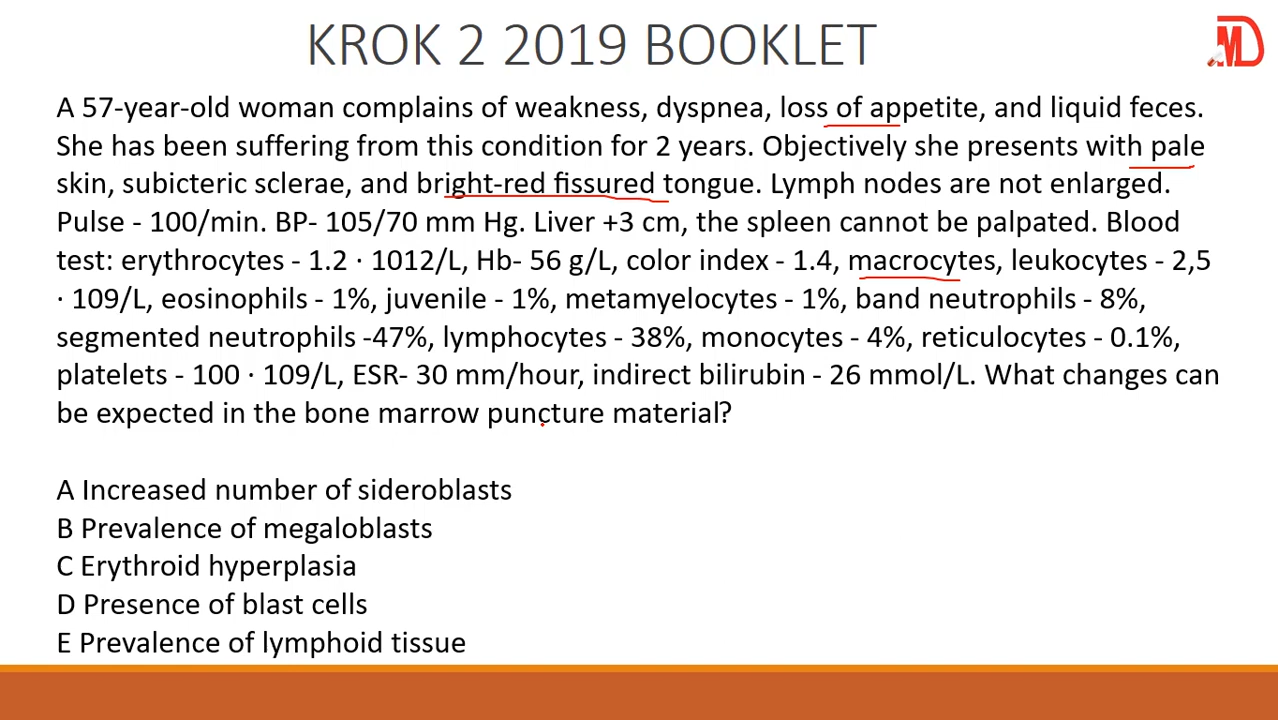 KROK 2 2019 BOOKLET
MD
A 57-year-old woman complains of weakness, dyspnea, loss of appetite, and liquid feces.
She has been suffering from this condition for 2 years. Objectively she presents with pale
skin, subicteric sclerae, and bright-red fissured tongue. Lymph nodes are not enlarged.
Pulse - 100/min. BP- 105/70 mm Hg. Liver +3 cm, the spleen cannot be palpated. Blood
test: erythrocytes - 1.2 · 1012/L, Hb- 56 g/L, color index - 1.4, macrocytes, leukocytes - 2,5
· 109/L, eosinophils - 1%, juvenile - 1%, metamyelocytes - 1%, band neutrophils - 8%,
segmented neutrophils -47%, lymphocytes - 38%, monocytes - 4%, reticulocytes - 0.1%,
platelets - 100 · 109/L, ESR- 30 mm/hour, indirect bilirubin - 26 mmol/L. What changes can
be expected in the bone marrow puncture material?
A Increased number of sideroblasts
B Prevalence of megaloblasts
C Erythroid hyperplasia
D Presence of blast cells
E Prevalence of lymphoid tissue